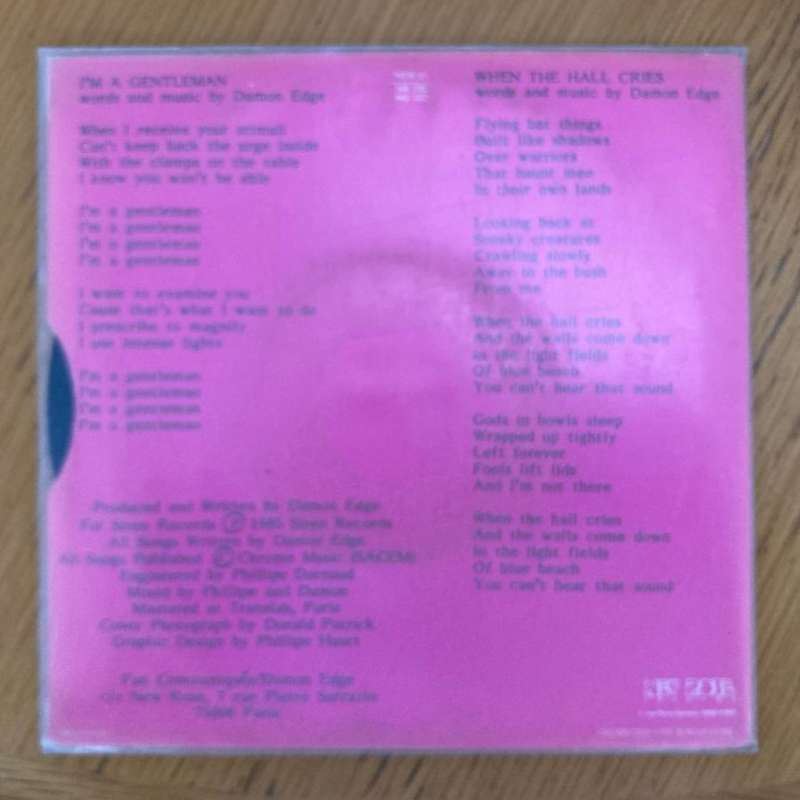 I'M A GENTLEMAN
words and music by Damon Edge
When I receive your stimuli
Can't keep back the urge inside
With the clamps on the table
I know you won't be able
I'm a gentleman
I'm a gentleman
I'm a gentleman
I'm a gentleman
I want to examine you
Cause that's what I want to do
I prescribe to magnify
I use intense lights
I'm a gentleman
I'm a gentleman
I'm a gentleman
I'm a gentleman
Produced and Written by Damon Edge
For Records Ⓟ 1985 Records
All Songs Written by Damon Edge
All Songs Published © Music (SACEM)
Engineered by Philippe
Mixed by Philippe and Damon
Mastered at Translab, Paris
Cover Photograph by Donald Patrick
Graphic Design by Philippe Huart
Damon Edge
c/o New Rose, 7 rue Pierre Sarrazin
Paris
WHEN THE HALL CRIES
words and music by Damon Edge
Flying bat things
Built like shadows
Over warriors
That haunt men
In their own lands
Looking back at
Sneaky creatures
Crawling slowly
Away to the bush
From me
When the hall cries
And the walls come down
In the light fields
Of blue beach
You can't hear that sound
Gods in bowls sleep
Wrapped up tightly
Left forever
Fools lift lids
And I'm not there
When the hall cries
And the walls come down
In the light fields
Of blue beach
You can't hear that sound